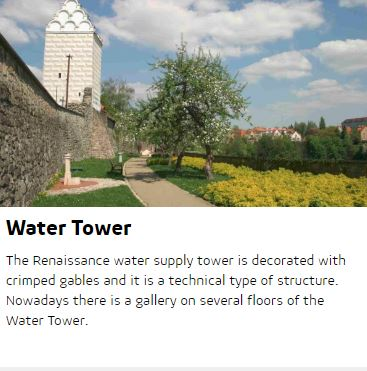 Water Tower
The Renaissance water supply tower is decorated with
crimped gables and it is a technical type of structure.
Nowadays there is a gallery on several floors of the
Water Tower.